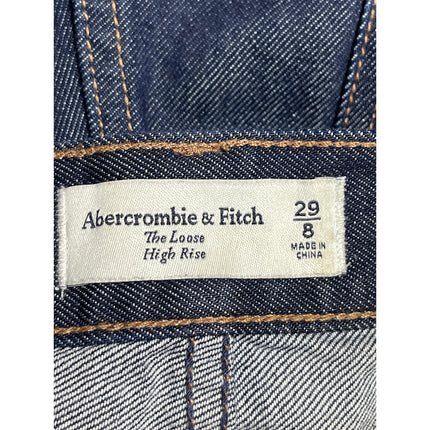 Abercrombie & Fitch
The Loose
High Rise
29
8
MADE IN
CHINA